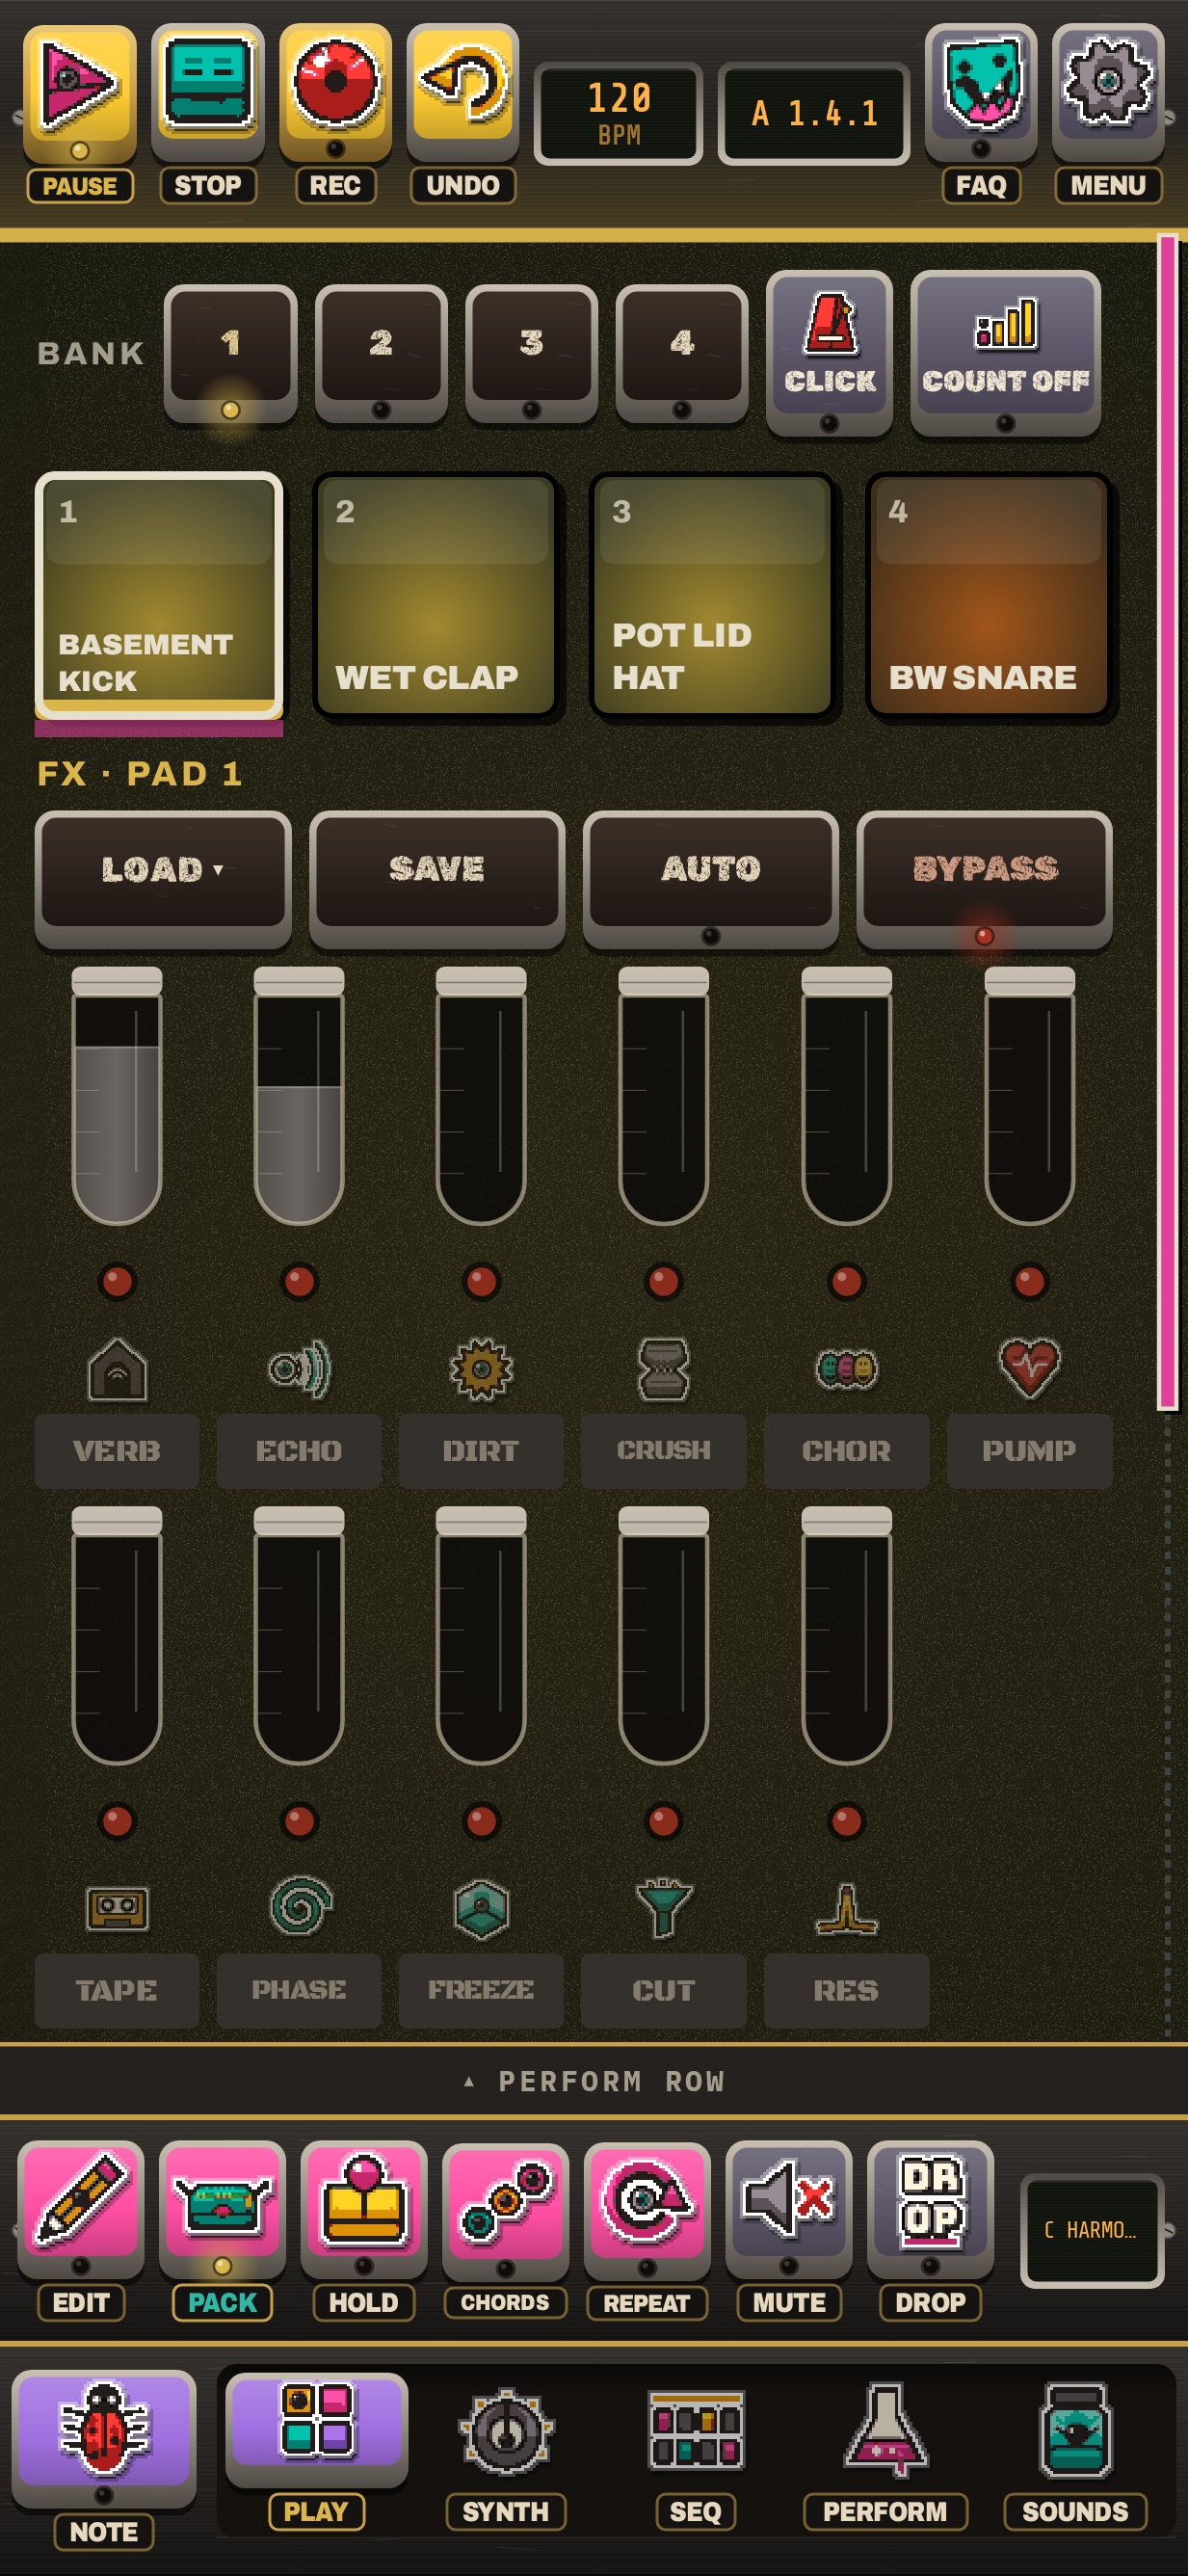 120
BPM
A 1.4.1
PAUSE STOP REC UNDO FAQ MENU
BANK 1 2 3 4 CLICK COUNT OFF
1 2 3 4
BASEMENT
KICK
WET CLAP
POT LID
HAT
BW SNARE
FX · PAD 1
LOAD ▾ SAVE AUTO BYPASS
VERB ECHO DIRT CRUSH CHOR PUMP
TAPE PHASE FREEZE CUT RES
▴ PERFORM ROW
DR
OP
C HARMO…
EDIT PACK HOLD CHORDS REPEAT MUTE DROP
NOTE PLAY SYNTH SEQ PERFORM SOUNDS